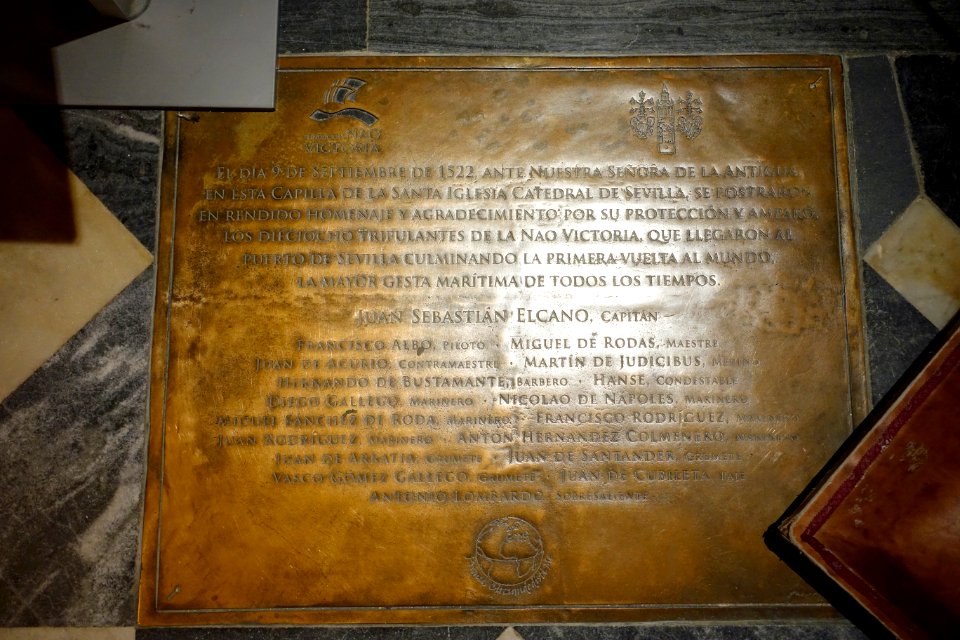 NAO
VICTORIA
EL DÍA 9 DE SEPTIEMBRE DE 1522, ANTE NUESTRA SEÑORA DE LA ANTIGUA,
EN ESTA CAPILLA DE LA SANTA IGLESIA CATEDRAL DE SEVILLA, SE POSTRARON
EN RENDIDO HOMENAJE Y AGRADECIMIENTO POR SU PROTECCIÓN Y AMPARO,
LOS DIECIOCHO TRIPULANTES DE LA NAO VICTORIA, QUE LLEGARON AL
PUERTO DE SEVILLA CULMINANDO LA PRIMERA VUELTA AL MUNDO,
LA MAYOR GESTA MARÍTIMA DE TODOS LOS TIEMPOS.
JUAN SEBASTIÁN ELCANO, CAPITÁN
FRANCISCO ALBO, PILOTO · MIGUEL DE RODAS, MAESTRE
JUAN DE ACURIO, CONTRAMAESTRE · MARTÍN DE JUDICIBUS, MERINO
HERNANDO DE BUSTAMANTE, BARBERO · HANSE, CONDESTABLE
DIEGO GALLEGO, MARINERO · NICOLAO DE NÁPOLES, MARINERO
MIGUEL SÁNCHEZ DE RODA, MARINERO · FRANCISCO RODRÍGUEZ, MARINERO
JUAN RODRÍGUEZ, MARINERO · ANTÓN HERNÁNDEZ COLMENERO, MARINERO
JUAN DE ARRATIA, GRUMETE · JUAN DE SANTANDER, GRUMETE
VASCO GÓMEZ GALLEGO, GRUMETE · JUAN DE CUBILETA, PAJE
ANTONIO LOMBARDO, SOBRESALIENTE